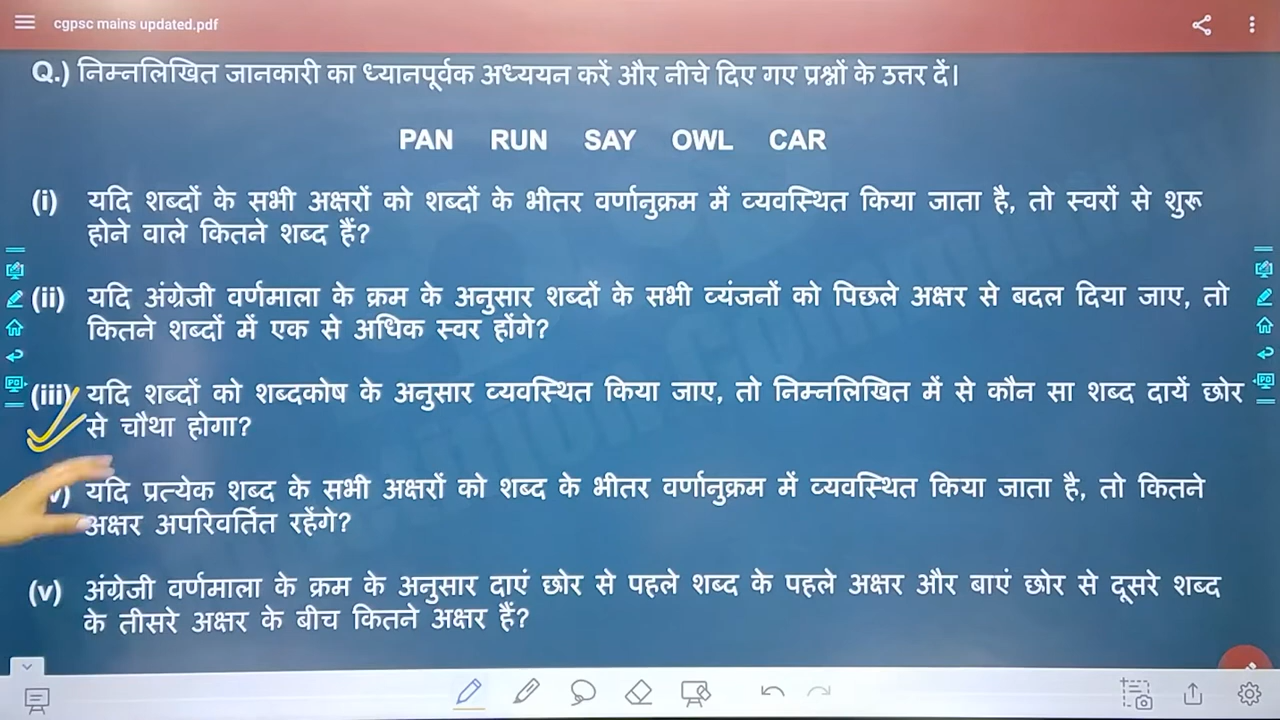 cgpsc mains updated.pdf
Q.) निम्नलिखित जानकारी का ध्यानपूर्वक अध्ययन करें और नीचे दिए गए प्रश्नों के उत्तर दें।
PAN RUN SAY OWL CAR
(i) यदि शब्दों के सभी अक्षरों को शब्दों के भीतर वर्णानुक्रम में व्यवस्थित किया जाता है, तो स्वरों से शुरू
होने वाले कितने शब्द हैं?
(ii) यदि अंग्रेजी वर्णमाला के क्रम के अनुसार शब्दों के सभी व्यंजनों को पिछले अक्षर से बदल दिया जाए, तो
कितने शब्दों में एक से अधिक स्वर होंगे?
(iii) यदि शब्दों को शब्दकोष के अनुसार व्यवस्थित किया जाए, तो निम्नलिखित में से कौन सा शब्द दायें छोर
से चौथा होगा?
यदि प्रत्येक शब्द के सभी अक्षरों को शब्द के भीतर वर्णानुक्रम में व्यवस्थित किया जाता है, तो कितने
अक्षर अपरिवर्तित रहेंगे?
(v) अंग्रेजी वर्णमाला के क्रम के अनुसार दाएं छोर से पहले शब्द के पहले अक्षर और बाएं छोर से दूसरे शब्द
के तीसरे अक्षर के बीच कितने अक्षर हैं?